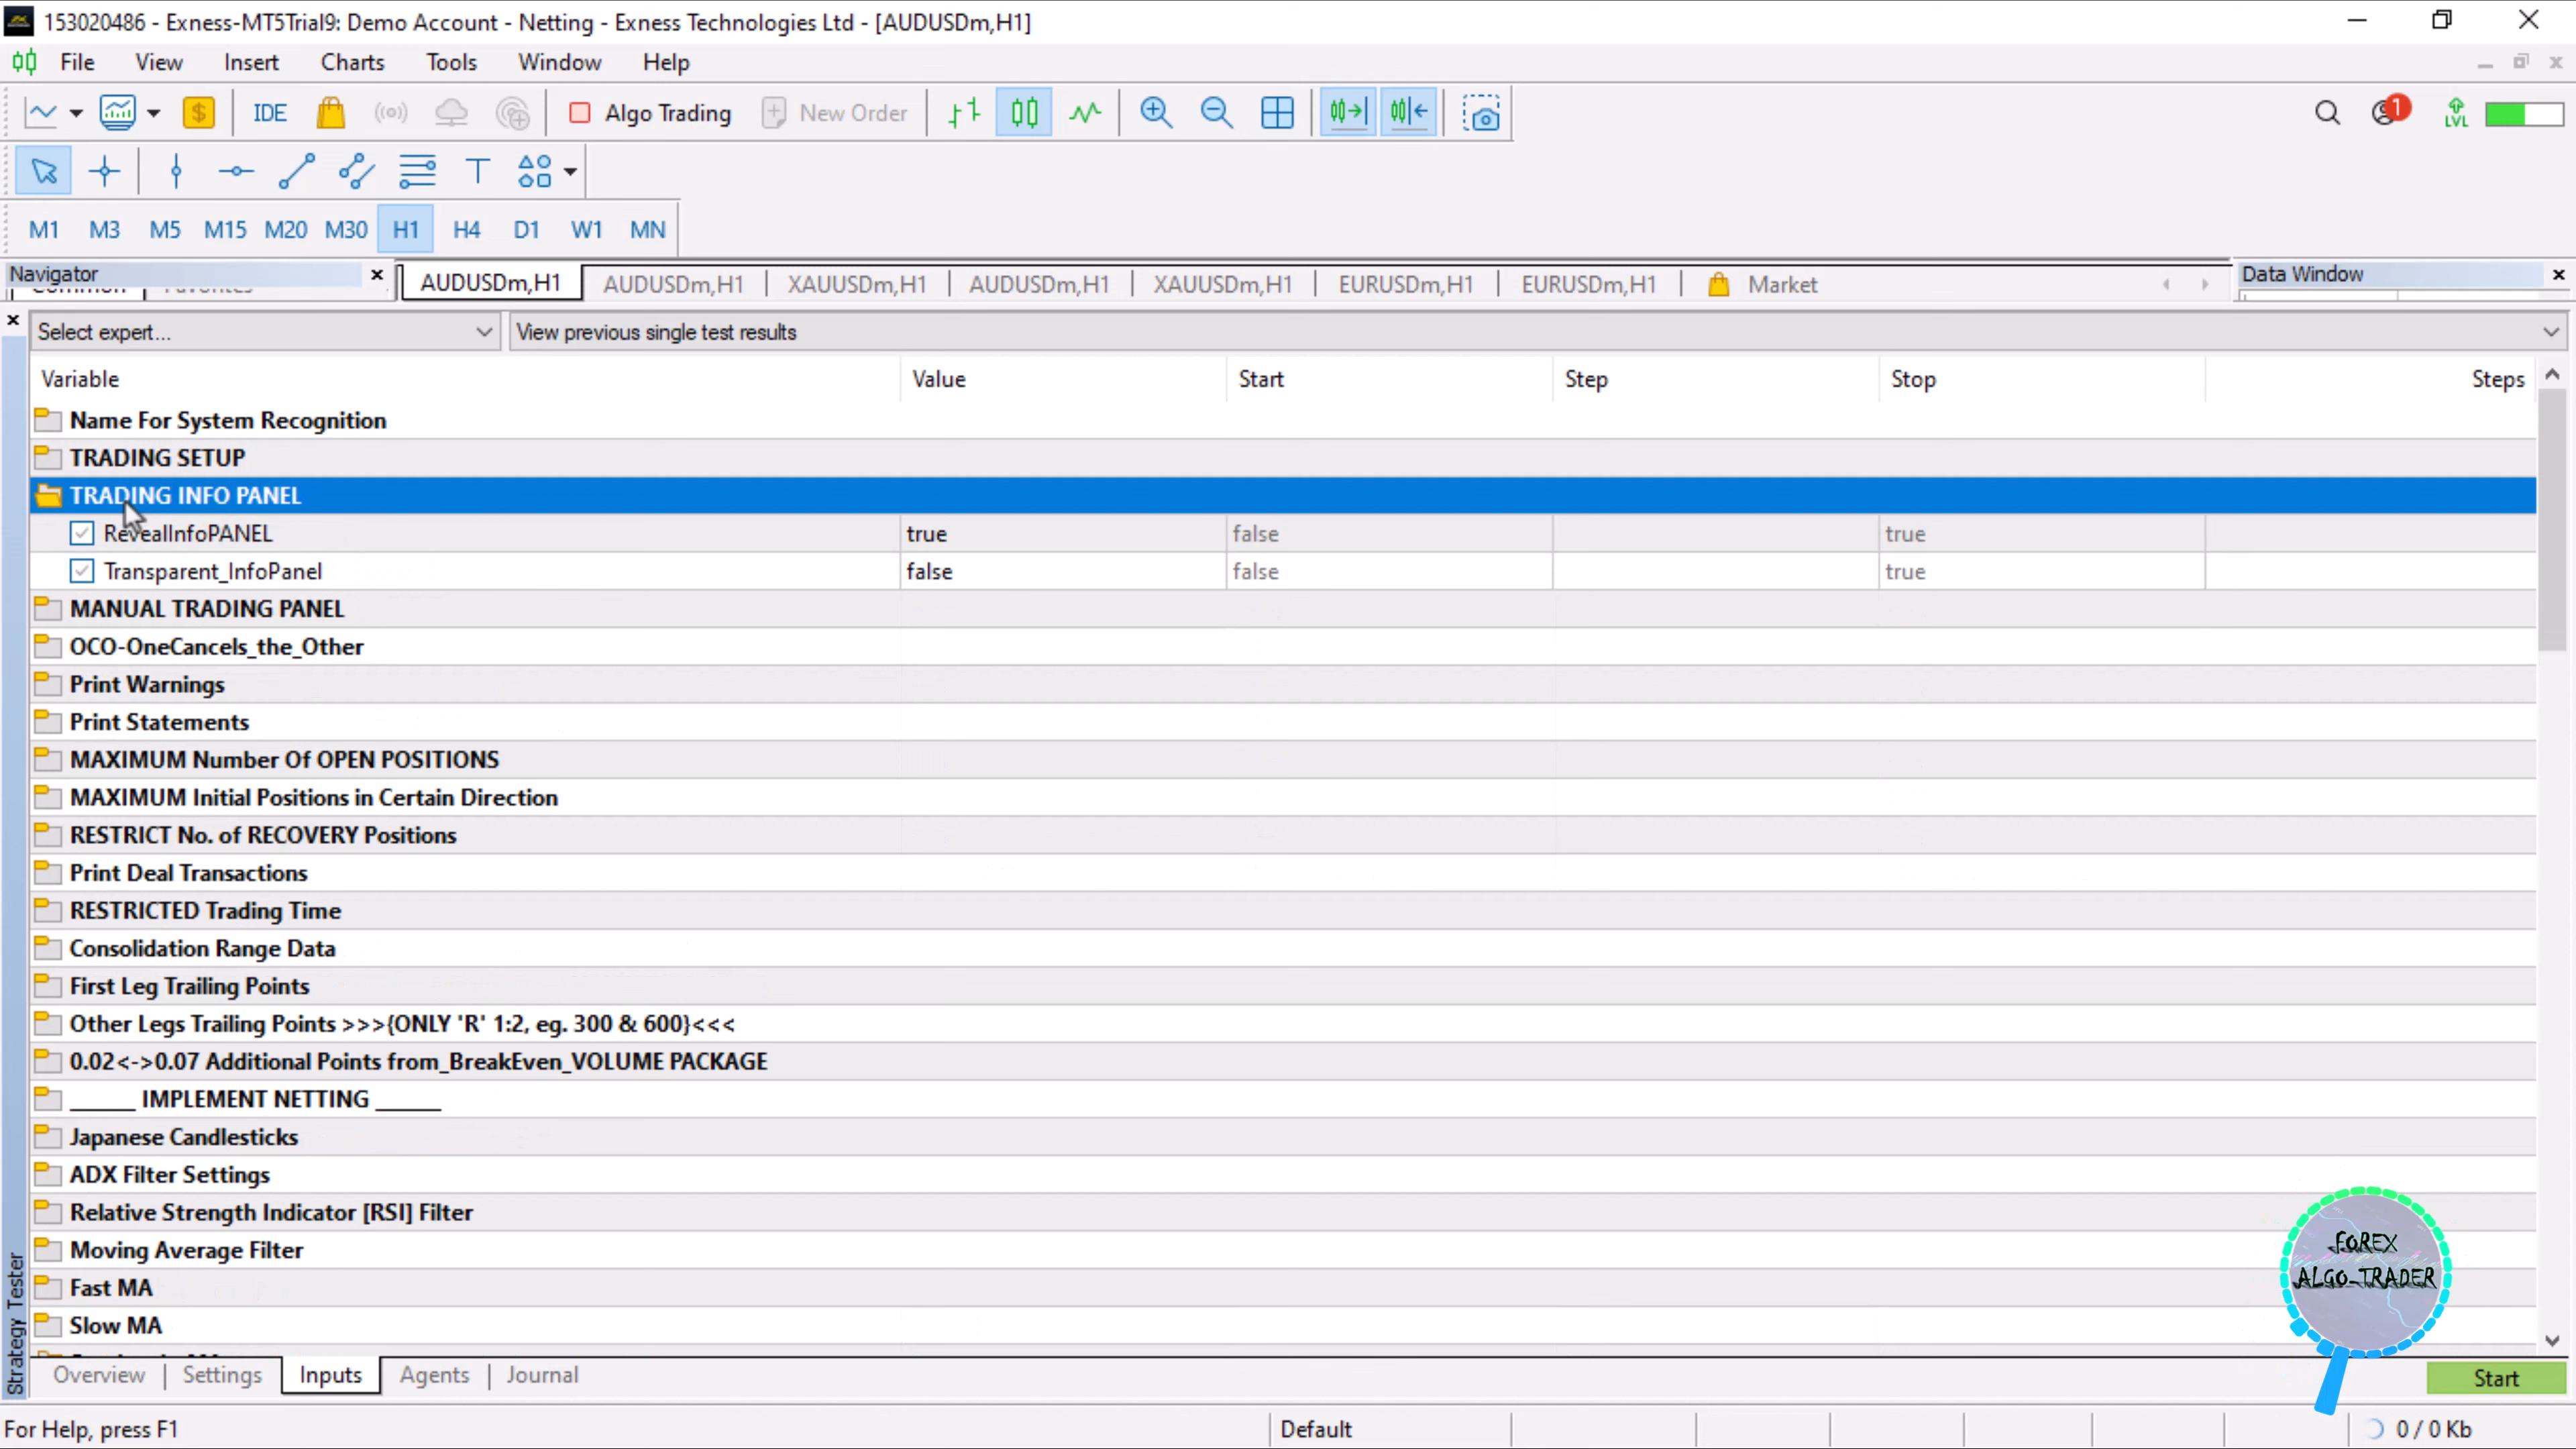 153020486 - Exness-MT5Trial9: Demo Account - Netting - Exness Technologies Ltd - [AUDUSDm,H1]
File View Insert Charts Tools Window Help
IDE Algo Trading New Order 1 LVL
M1 M3 M5 M15 M20 M30 H1 H4 D1 W1 MN
Navigator AUDUSDm,H1 AUDUSDm,H1 XAUUSDm,H1 AUDUSDm,H1 XAUUSDm,H1 EURUSDm,H1 EURUSDm,H1 Market Data Window
Common Favorites
Select expert... View previous single test results
Variable Value Start Step Stop Steps
Name For System Recognition
TRADING SETUP
TRADING INFO PANEL
RevealInfoPANEL true false true
Transparent_InfoPanel false false true
MANUAL TRADING PANEL
OCO-OneCancels_the_Other
Print Warnings
Print Statements
MAXIMUM Number Of OPEN POSITIONS
MAXIMUM Initial Positions in Certain Direction
RESTRICT No. of RECOVERY Positions
Print Deal Transactions
RESTRICTED Trading Time
Consolidation Range Data
First Leg Trailing Points
Other Legs Trailing Points >>>{ONLY 'R' 1:2, eg. 300 & 600}<<<
0.02<->0.07 Additional Points from_BreakEven_VOLUME PACKAGE
______ IMPLEMENT NETTING ______
Japanese Candlesticks
ADX Filter Settings
Relative Strength Indicator [RSI] Filter
Moving Average Filter
Fast MA
Slow MA
FOREX
ALGO-TRADER
Strategy Tester
Overview Settings Inputs Agents Journal Start
For Help, press F1 Default 0 / 0 Kb